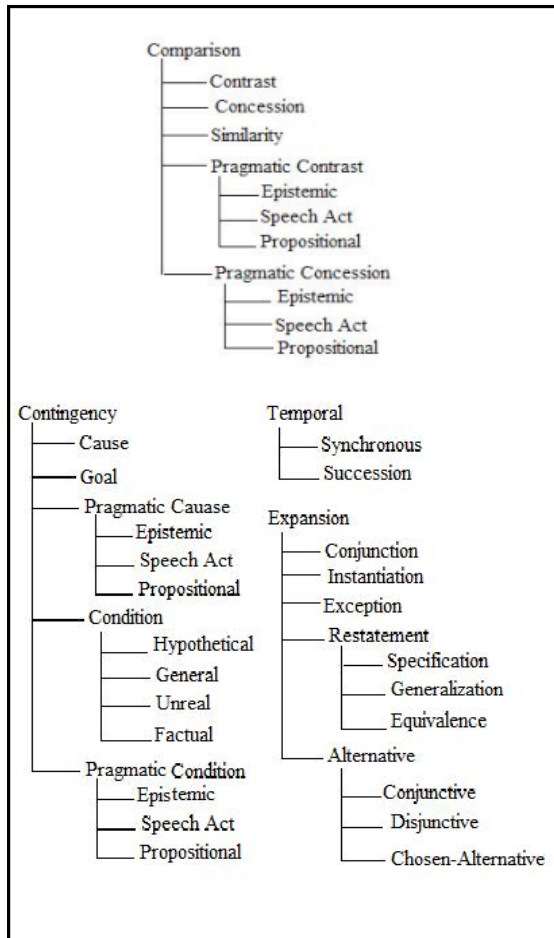 Comparison
Contrast
Concession
Similarity
Pragmatic Contrast
Epistemic
Speech Act
Propositional
Pragmatic Concession
Epistemic
Speech Act
Propositional
Contingency
Cause
Goal
Pragmatic Cauase
Epistemic
Speech Act
Propositional
Condition
Hypothetical
General
Unreal
Factual
Pragmatic Condition
Epistemic
Speech Act
Propositional
Temporal
Synchronous
Succession
Expansion
Conjunction
Instantiation
Exception
Restatement
Specification
Generalization
Equivalence
Alternative
Conjunctive
Disjunctive
Chosen-Alternative